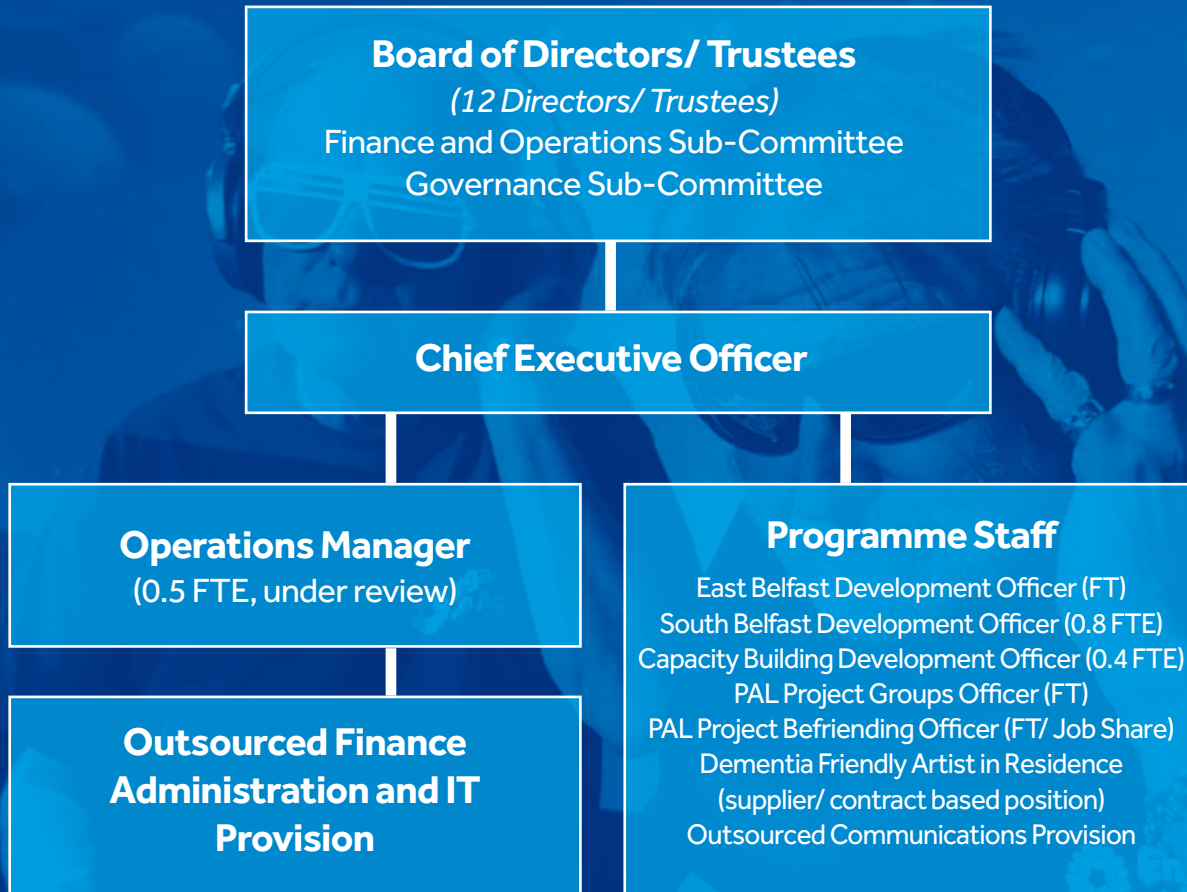 Board of Directors/ Trustees
(12 Directors/ Trustees)
Finance and Operations Sub-Committee
Governance Sub-Committee
Chief Executive Officer
Operations Manager
(0.5 FTE, under review)
Outsourced Finance
Administration and IT
Provision
Programme Staff
East Belfast Development Officer (FT)
South Belfast Development Officer (0.8 FTE)
Capacity Building Development Officer (0.4 FTE)
PAL Project Groups Officer (FT)
PAL Project Befriending Officer (FT/ Job Share)
Dementia Friendly Artist in Residence
(supplier/ contract based position)
Outsourced Communications Provision